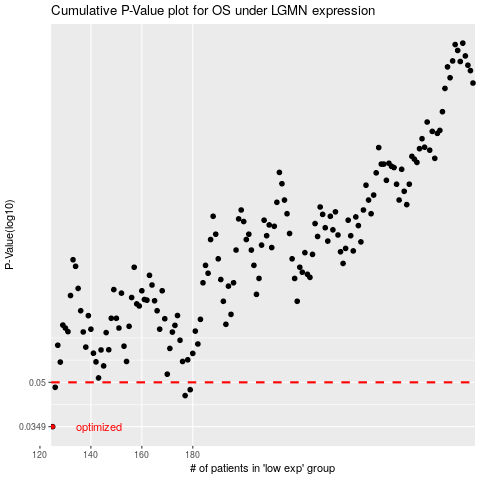 Cumulative P-Value plot for OS under LGMN expression
P-Value(log10)
0.05
0.0349
optimized
120 140 160 180
# of patients in 'low exp' group